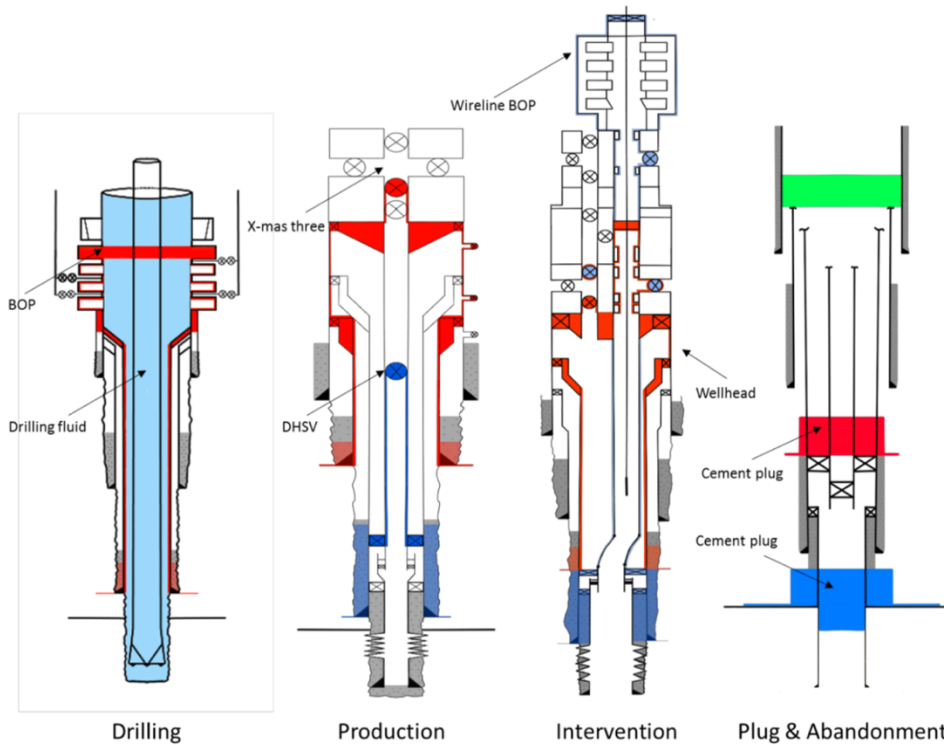 Wireline BOP
X-mas three
BOP
Wellhead
Drilling fluid
DHSV
Cement plug
Cement plug
Drilling
Production
Intervention
Plug & Abandonment